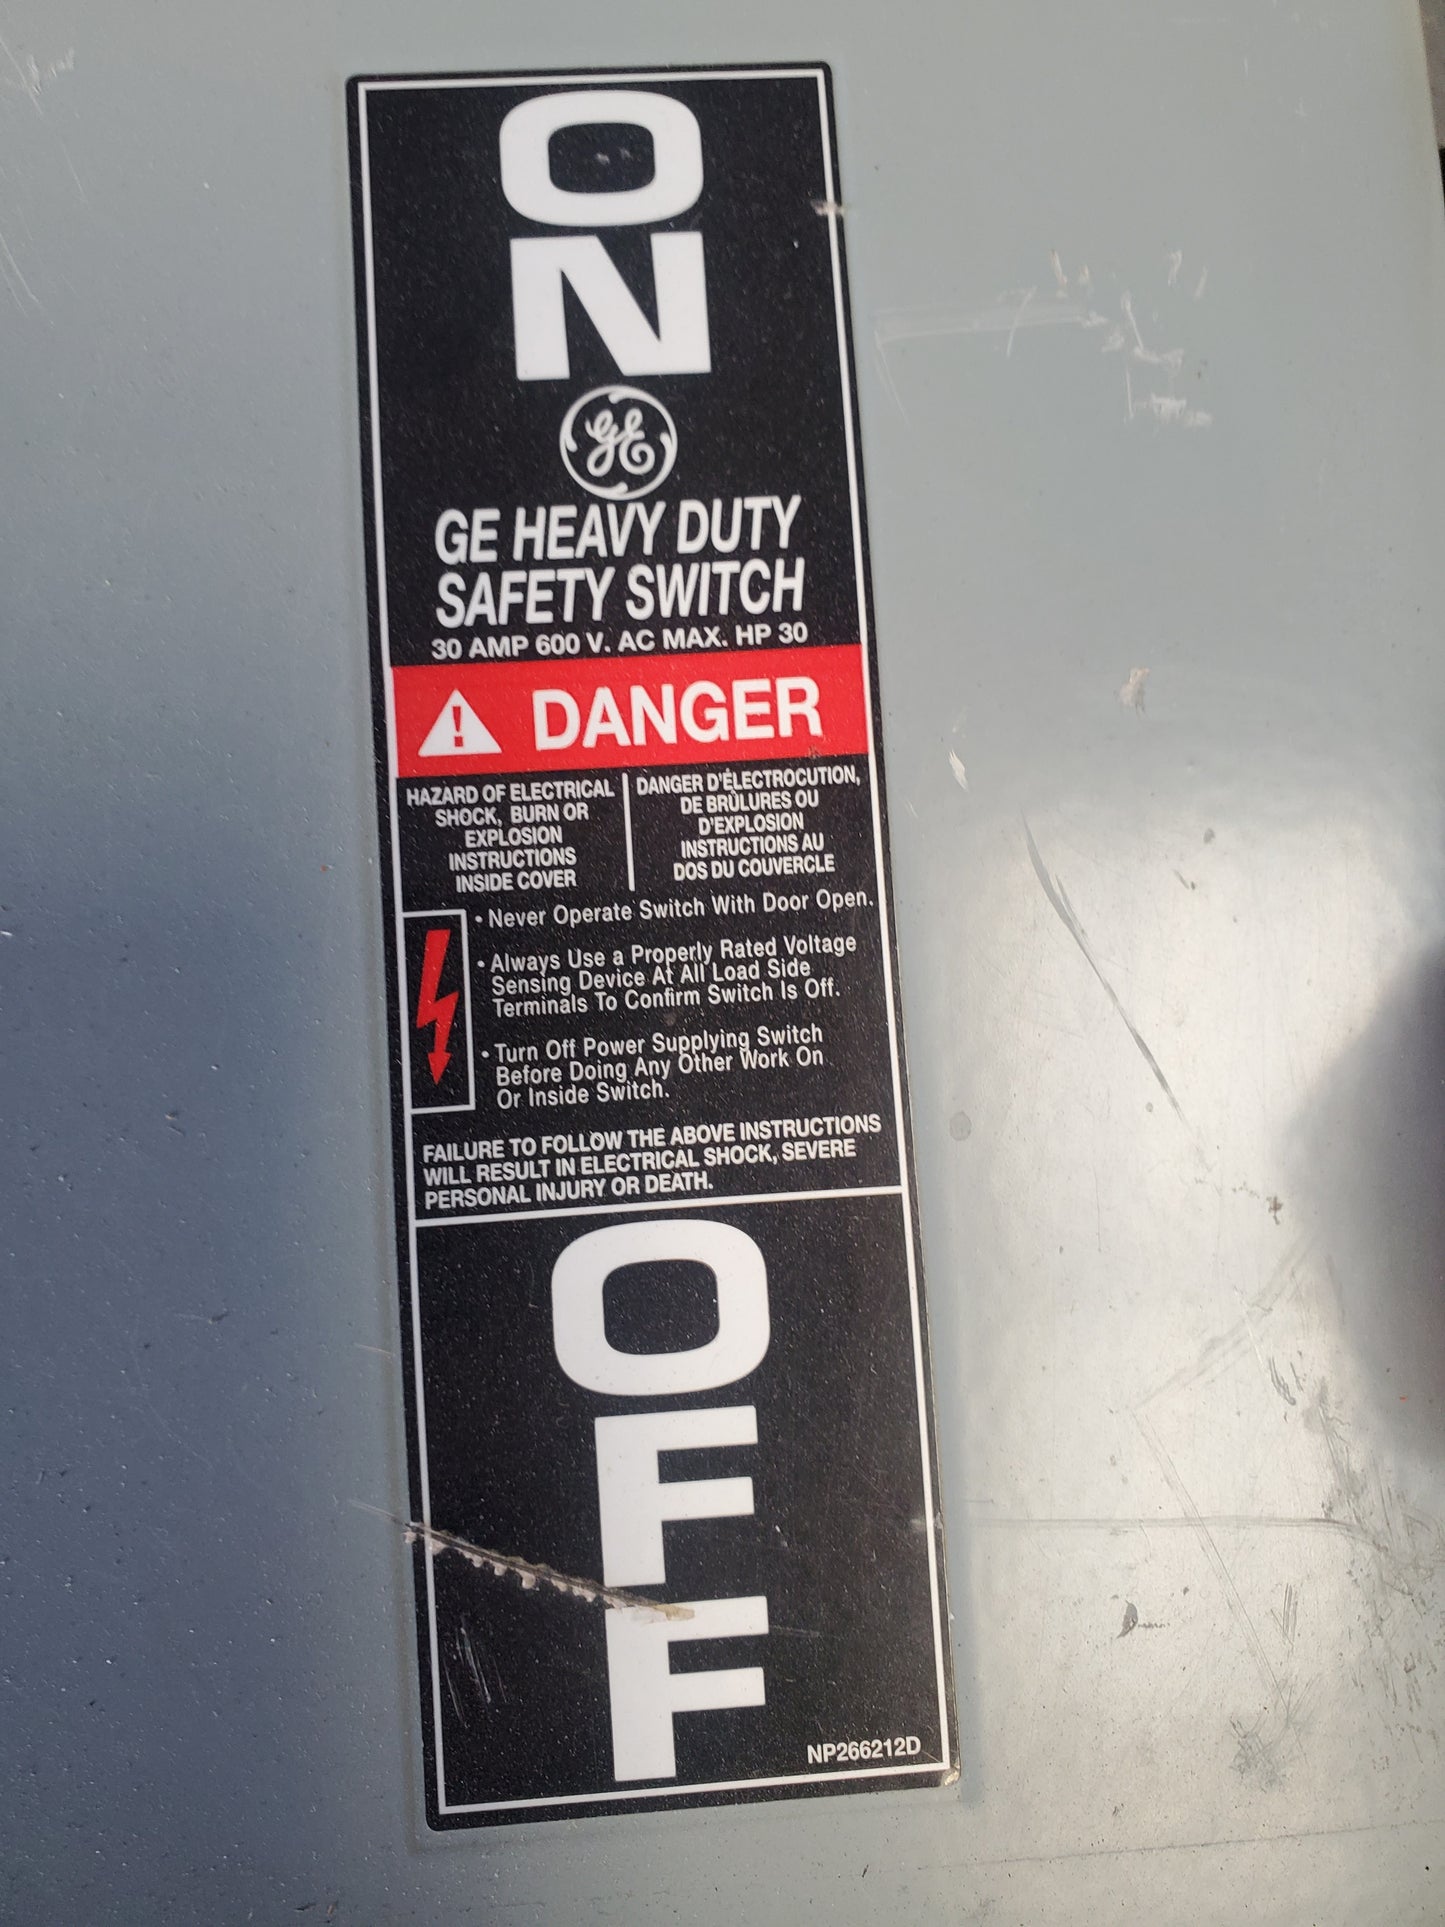 ON
GE
GE HEAVY DUTY
SAFETY SWITCH
30 AMP 600 V. AC MAX. HP 30
! DANGER
HAZARD OF ELECTRICAL
SHOCK, BURN OR
EXPLOSION
INSTRUCTIONS
INSIDE COVER
DANGER D'ÉLECTROCUTION,
DE BRÛLURES OU
D'EXPLOSION
INSTRUCTIONS AU
DOS DU COUVERCLE
• Never Operate Switch With Door Open.
• Always Use a Properly Rated Voltage
Sensing Device At All Load Side
Terminals To Confirm Switch Is Off.
• Turn Off Power Supplying Switch
Before Doing Any Other Work On
Or Inside Switch.
FAILURE TO FOLLOW THE ABOVE INSTRUCTIONS
WILL RESULT IN ELECTRICAL SHOCK, SEVERE
PERSONAL INJURY OR DEATH.
OFF
NP266212D